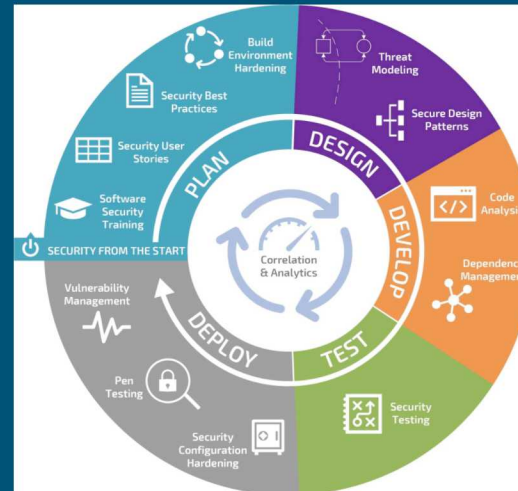 Build
Environment
Hardening
Security Best
Practices
Security User
Stories
Software
Security
Training
SECURITY FROM THE START
PLAN
Threat
Modeling
Secure Design
Patterns
DESIGN
Code
DEVELOP
Security
Testing
TEST
Vulnerability
Management
Pen
Testing
Security
Configuration
Hardening
DEPLOY
Correlation
& Analytics